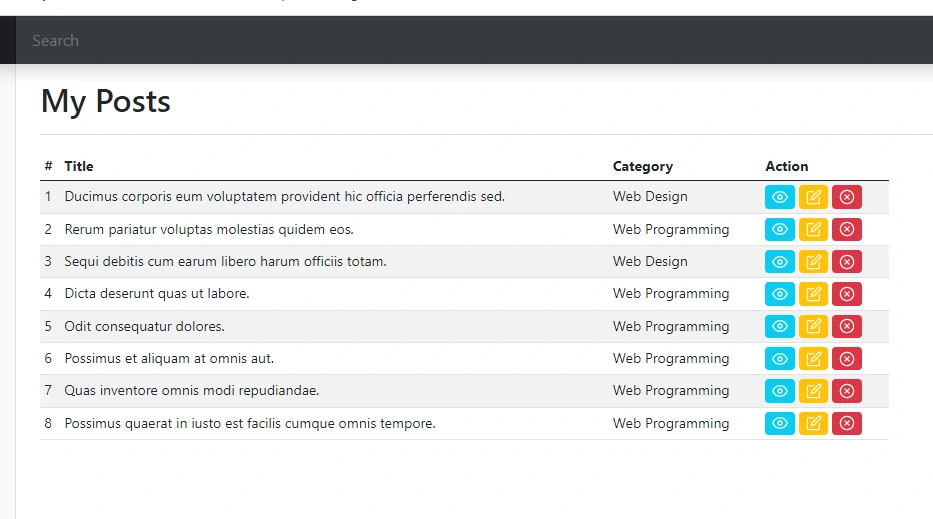 Search
My Posts
# Title Category Action
1 Ducimus corporis eum voluptatem provident hic officia perferendis sed. Web Design
2 Rerum pariatur voluptas molestias quidem eos. Web Programming
3 Sequi debitis cum earum libero harum officiis totam. Web Design
4 Dicta deserunt quas ut labore. Web Programming
5 Odit consequatur dolores. Web Programming
6 Possimus et aliquam at omnis aut. Web Programming
7 Quas inventore omnis modi repudiandae. Web Programming
8 Possimus quaerat in iusto est facilis cumque omnis tempore. Web Programming